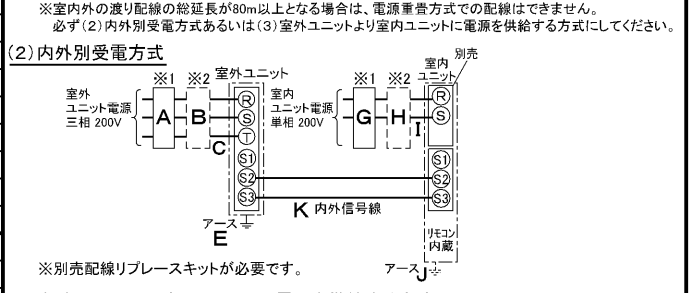 ※室内外の渡り配線の総延長が80m以上となる場合は、電源重畳方式での配線はできません。
必ず(2)内外別受電方式あるいは(3)室外ユニットより室内ユニットに電源を供給する方式にしてください。
(2)内外別受電方式
※1 ※2 室外ユニット
室外
ユニット電源
三相 200V
A B C
R
S
T
S1
S2
S3
アース
E
※1 ※2 室内
ユニット
別売
室内
ユニット電源
単相 200V
G H I
R
S
S1
S2
S3
K 内外信号線
リモコン
内蔵
アース J
※別売配線リプレースキットが必要です。